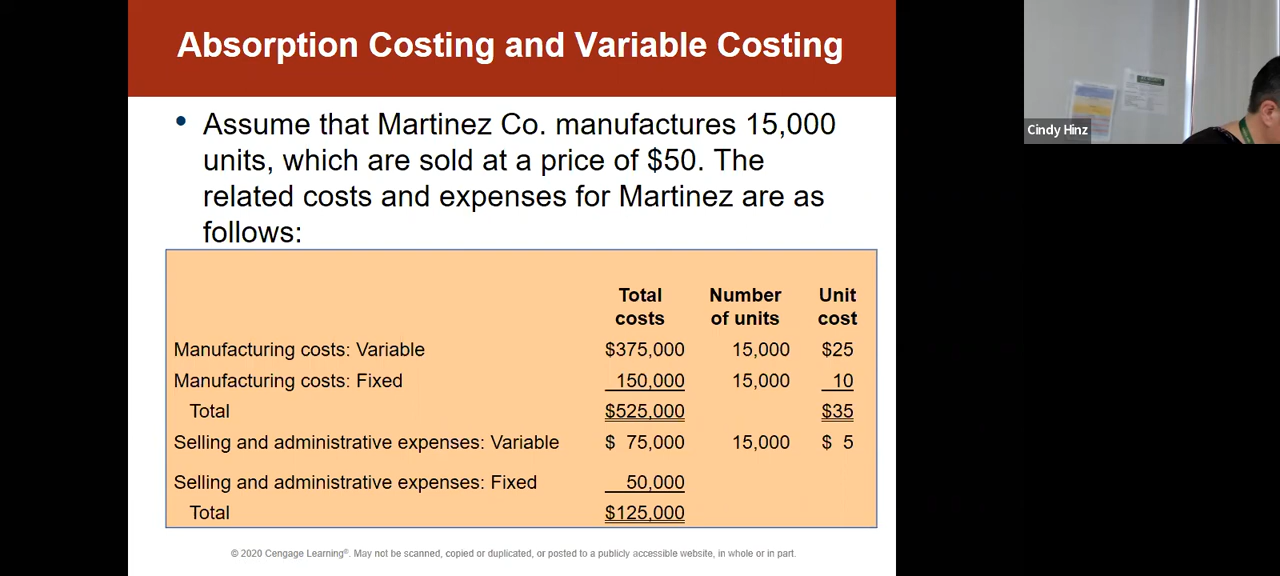 Absorption Costing and Variable Costing
• Assume that Martinez Co. manufactures 15,000
units, which are sold at a price of $50. The
related costs and expenses for Martinez are as
follows:
Total Number Unit
costs of units cost
Manufacturing costs: Variable $375,000 15,000 $25
Manufacturing costs: Fixed 150,000 15,000 10
Total $525,000 $35
Selling and administrative expenses: Variable $ 75,000 15,000 $ 5
Selling and administrative expenses: Fixed 50,000
Total $125,000
© 2020 Cengage Learning®. May not be scanned, copied or duplicated, or posted to a publicly accessible website, in whole or in part.
Cindy Hinz